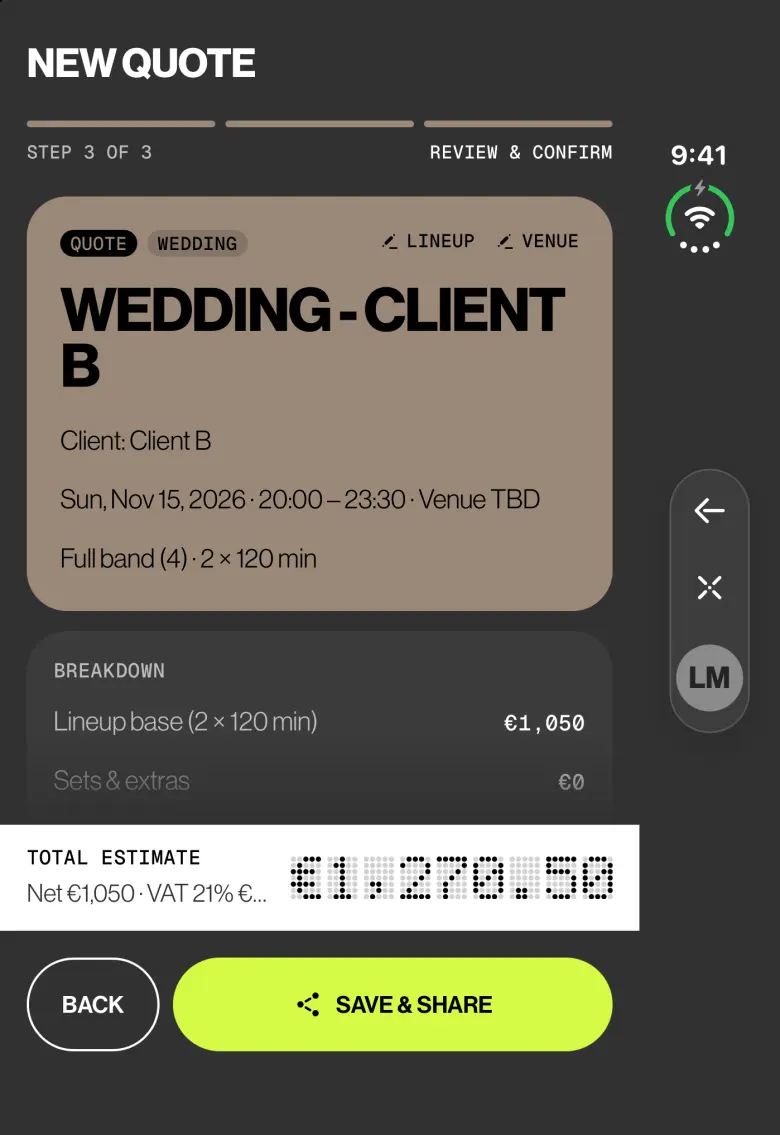 NEW QUOTE
STEP 3 OF 3
REVIEW & CONFIRM
9:41
QUOTE
WEDDING
LINEUP
VENUE
WEDDING - CLIENT
B
Client: Client B
Sun, Nov 15, 2026 · 20:00 – 23:30 · Venue TBD
Full band (4) · 2 × 120 min
LM
BREAKDOWN
Lineup base (2 × 120 min)
€1,050
Sets & extras
€0
TOTAL ESTIMATE
Net €1,050 · VAT 21% €…
€1,270.50
BACK
SAVE & SHARE